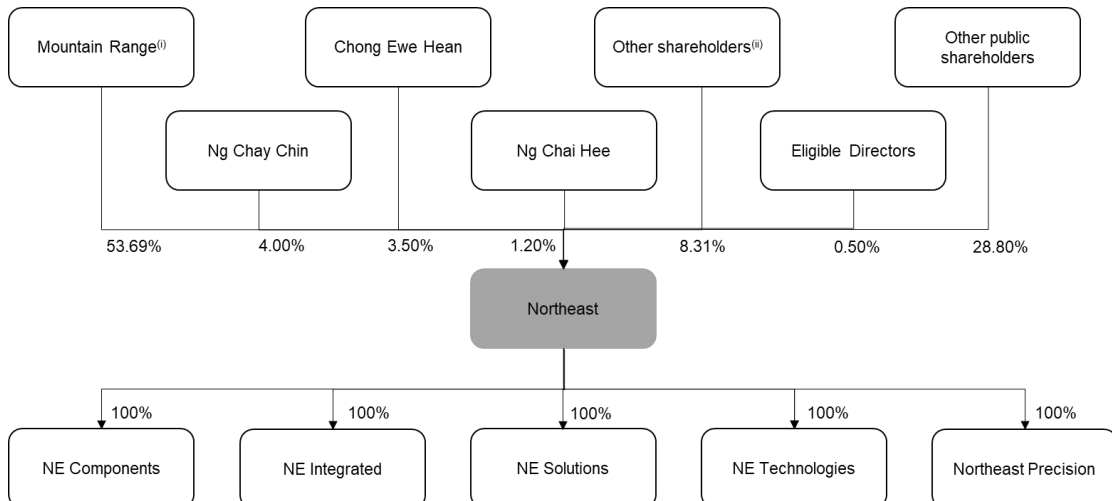 Mountain Range(i)
Chong Ewe Hean
Other shareholders(ii)
Other public
shareholders
Ng Chay Chin
Ng Chai Hee
Eligible Directors
53.69%
4.00%
3.50%
1.20%
8.31%
0.50%
28.80%
Northeast
100%
100%
100%
100%
100%
NE Components
NE Integrated
NE Solutions
NE Technologies
Northeast Precision